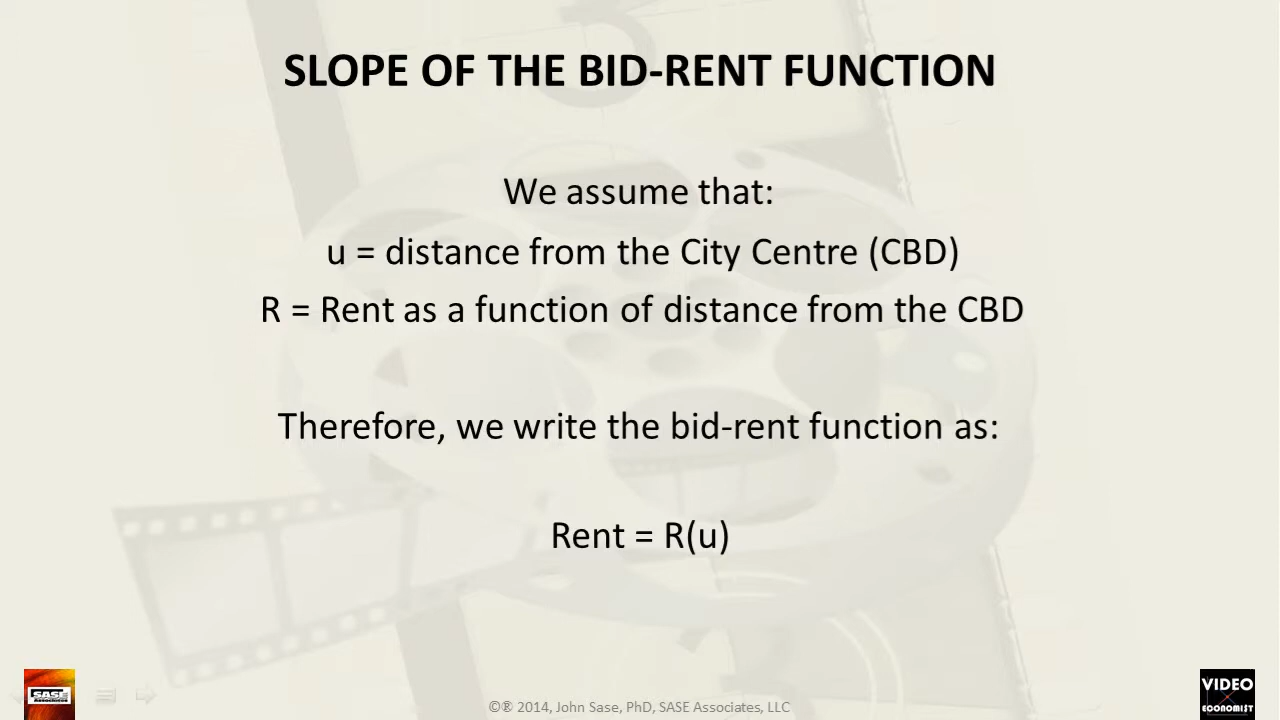 SLOPE OF THE BID-RENT FUNCTION
We assume that:
u = distance from the City Centre (CBD)
R = Rent as a function of distance from the CBD
Therefore, we write the bid-rent function as:
Rent = R(u)
SASE
Associates
©® 2014, John Sase, PhD, SASE Associates, LLC
VIDEO
ECONOMIST